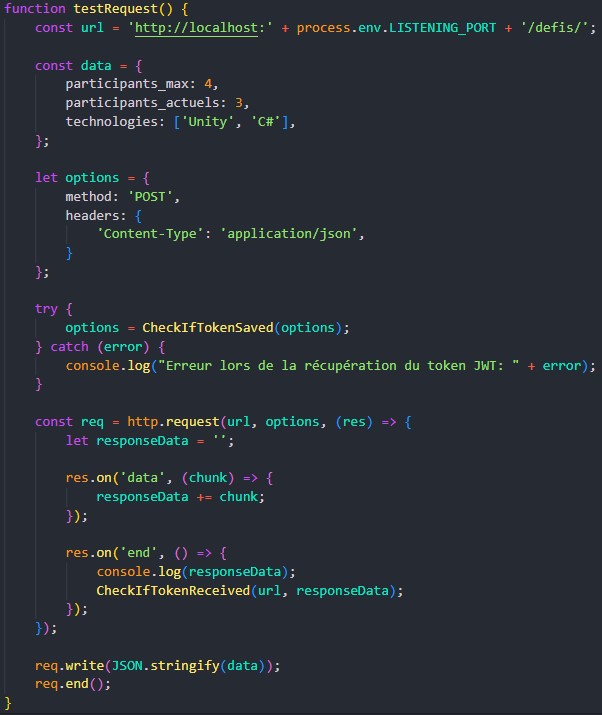 function testRequest() {
    const url = 'http://localhost:' + process.env.LISTENING_PORT + '/defis/';

    const data = {
        participants_max: 4,
        participants_actuels: 3,
        technologies: ['Unity', 'C#'],
    };

    let options = {
        method: 'POST',
        headers: {
            'Content-Type': 'application/json',
        }
    };

    try {
        options = CheckIfTokenSaved(options);
    } catch (error) {
        console.log("Erreur lors de la récupération du token JWT: " + error);
    }

    const req = http.request(url, options, (res) => {
        let responseData = '';

        res.on('data', (chunk) => {
            responseData += chunk;
        });

        res.on('end', () => {
            console.log(responseData);
            CheckIfTokenReceived(url, responseData);
        });
    });

    req.write(JSON.stringify(data));
    req.end();
}